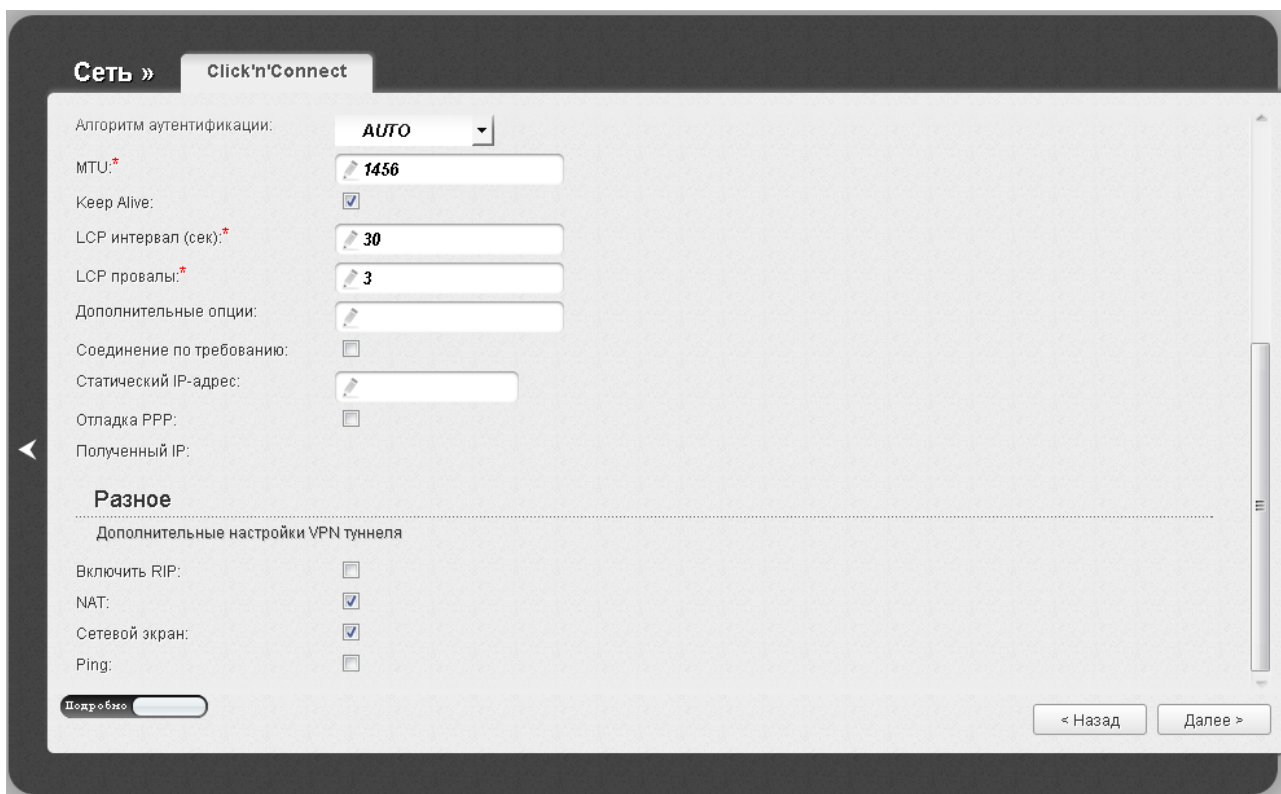 Сеть »
Click'n'Connect
Алгоритм аутентификации: AUTO
MTU:* 1456
Keep Alive:
LCP интервал (сек):* 30
LCP провалы:* 3
Дополнительные опции:
Соединение по требованию:
Статический IP-адрес:
Отладка PPP:
Полученный IP:
Разное
Дополнительные настройки VPN туннеля
Включить RIP:
NAT:
Сетевой экран:
Ping:
Подробно
< Назад
Далее >